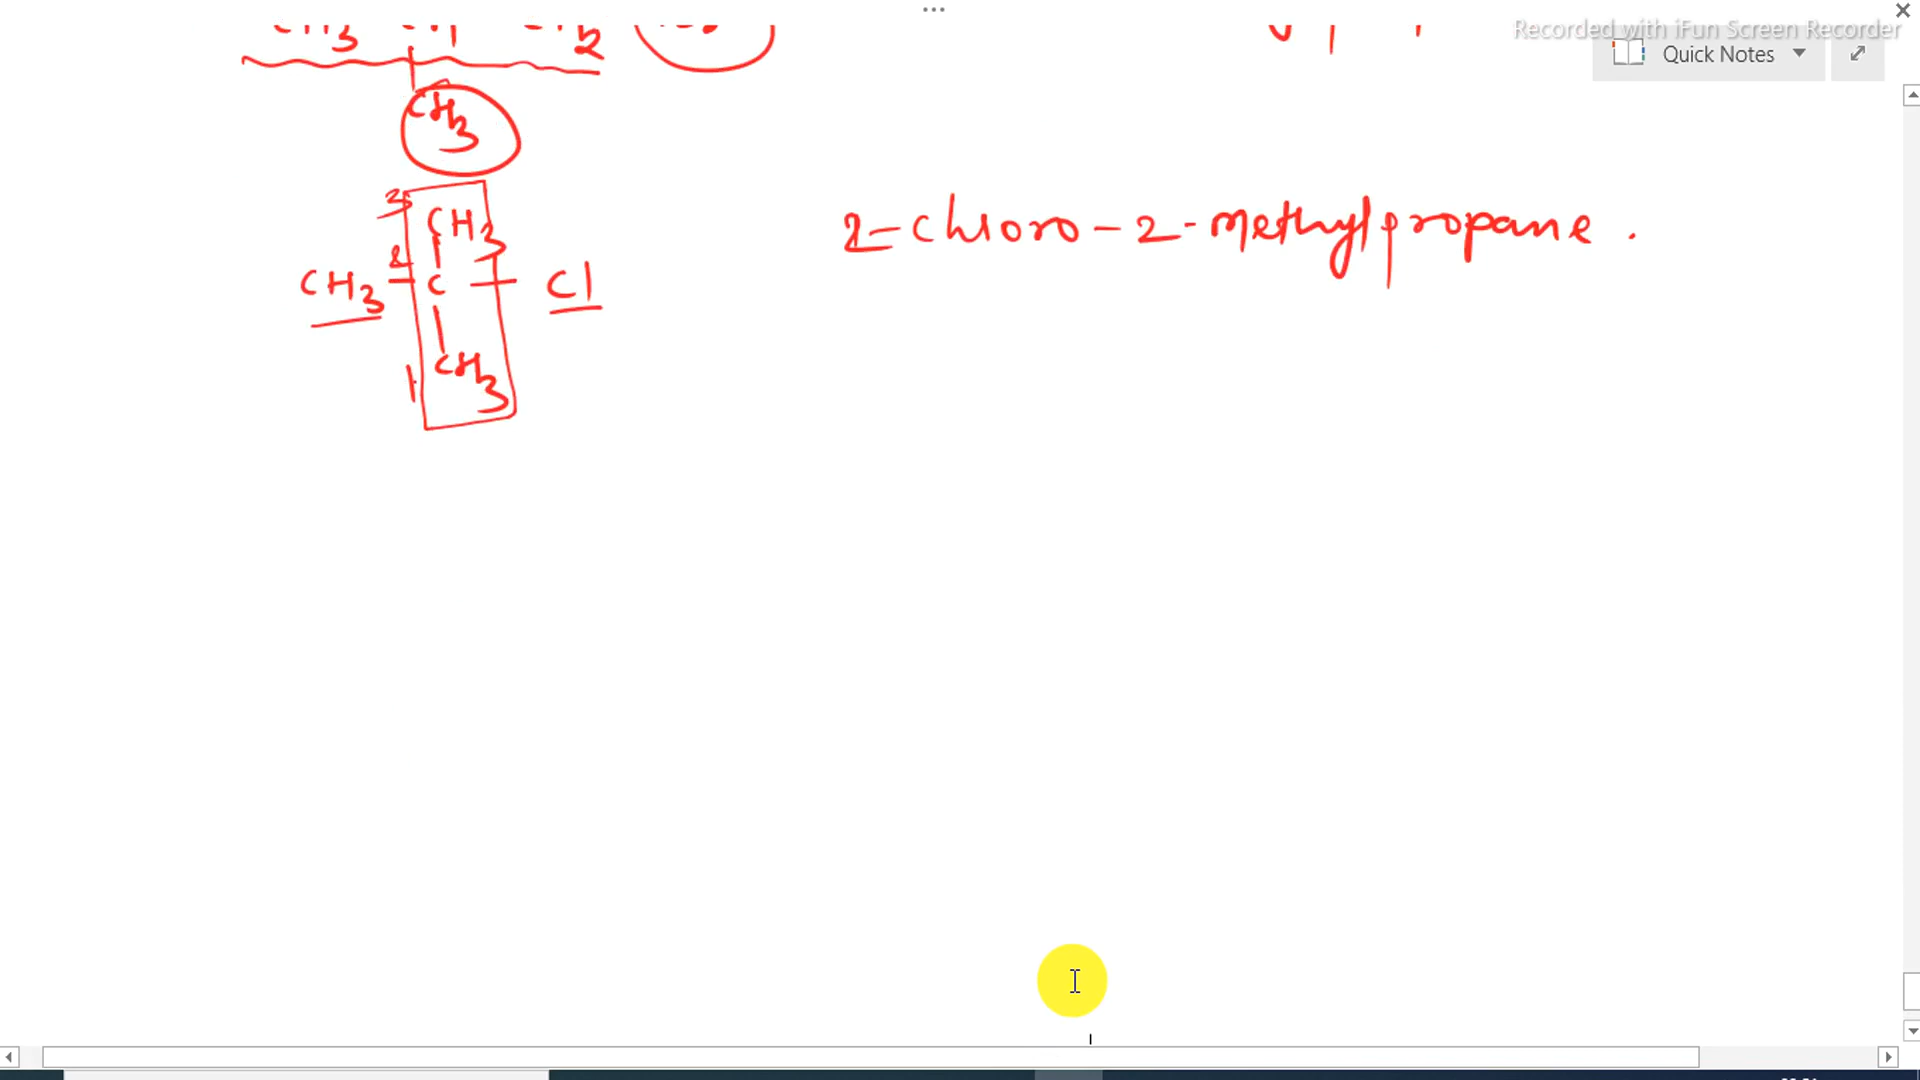 Recorded with iFun Screen Recorder
Quick Notes
CH3
3
CH3
2
CH3 - C - Cl
1 CH3
2-chloro-2-methylpropane.